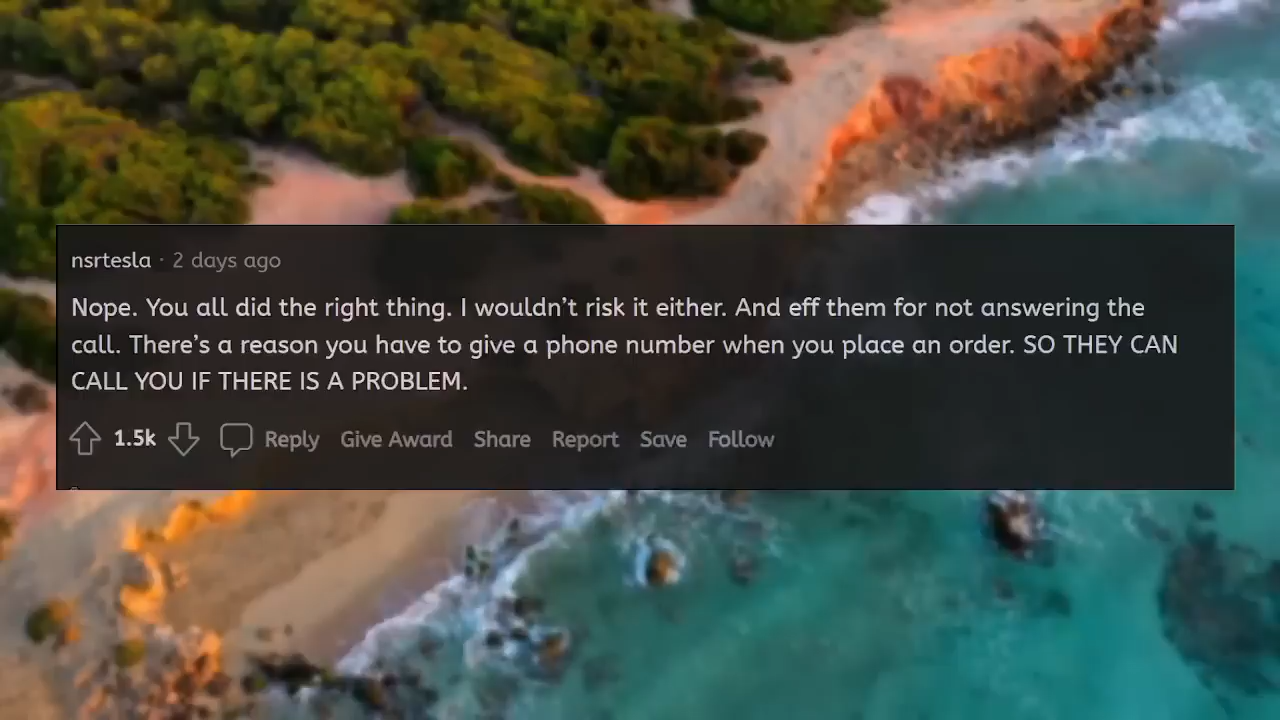 nsrtesla · 2 days ago
Nope. You all did the right thing. I wouldn’t risk it either. And eff them for not answering the
call. There’s a reason you have to give a phone number when you place an order. SO THEY CAN
CALL YOU IF THERE IS A PROBLEM.
1.5k Reply Give Award Share Report Save Follow